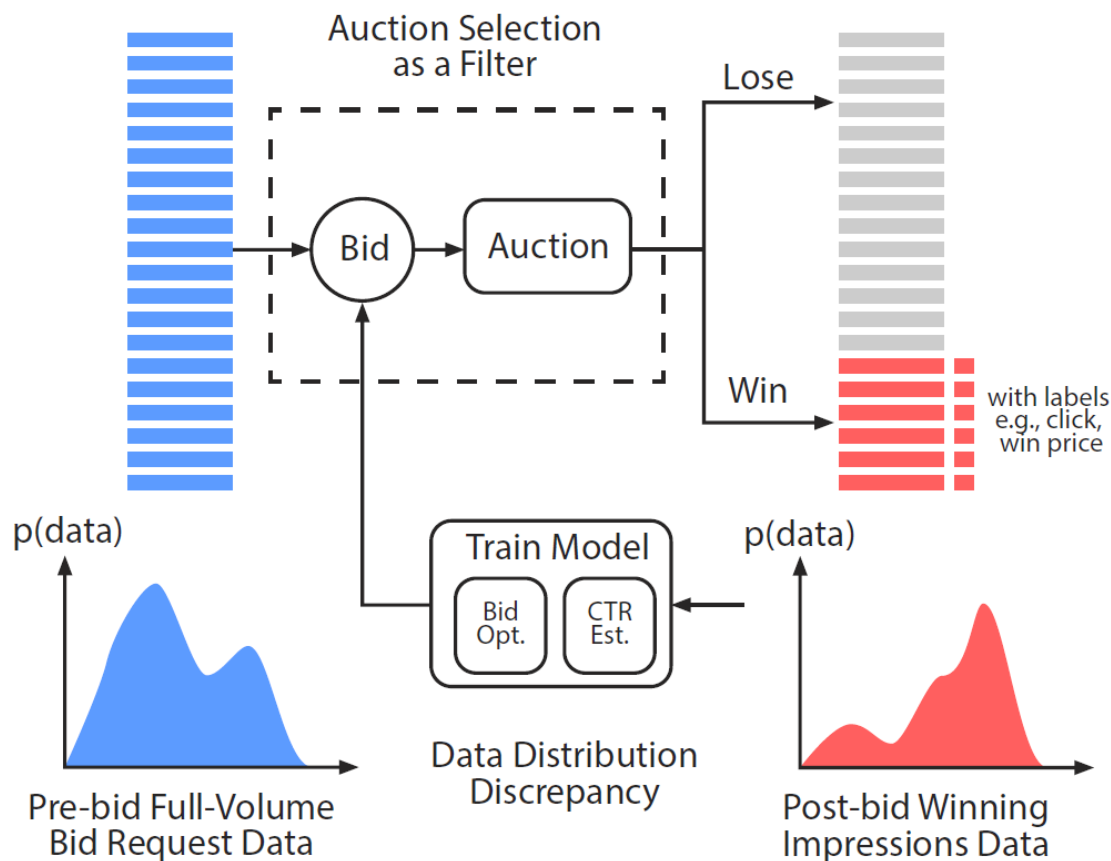 Auction Selection
as a Filter
Lose
Bid
Auction
Win
with labels
e.g., click,
win price
p(data)
Train Model
Bid
Opt.
CTR
Est.
p(data)
Data Distribution
Discrepancy
Pre-bid Full-Volume
Bid Request Data
Post-bid Winning
Impressions Data